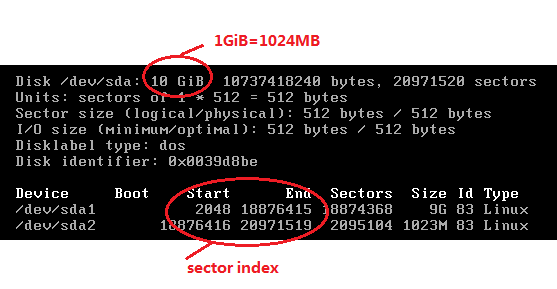 1GiB=1024MB
Disk /dev/sda: 10 GiB, 10737418240 bytes, 20971520 sectors
Units: sectors of 1 * 512 = 512 bytes
Sector size (logical/physical): 512 bytes / 512 bytes
I/O size (minimum/optimal): 512 bytes / 512 bytes
Disklabel type: dos
Disk identifier: 0x0039d8be
Device Boot Start End Sectors Size Id Type
/dev/sda1 2048 18876415 18874368 9G 83 Linux
/dev/sda2 18876416 20971519 2095104 1023M 83 Linux
sector index